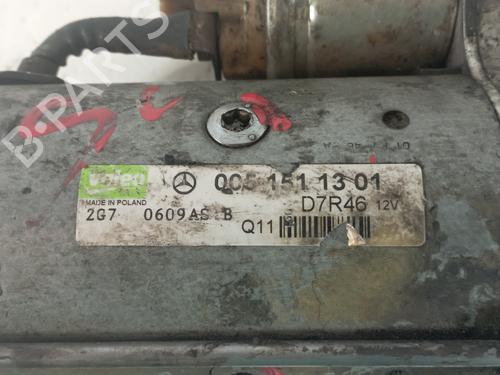 B-PARTS
Valeo
005 151 13 01
MADE IN POLAND
D7R46 12V
2G7 0609AS B
Q11